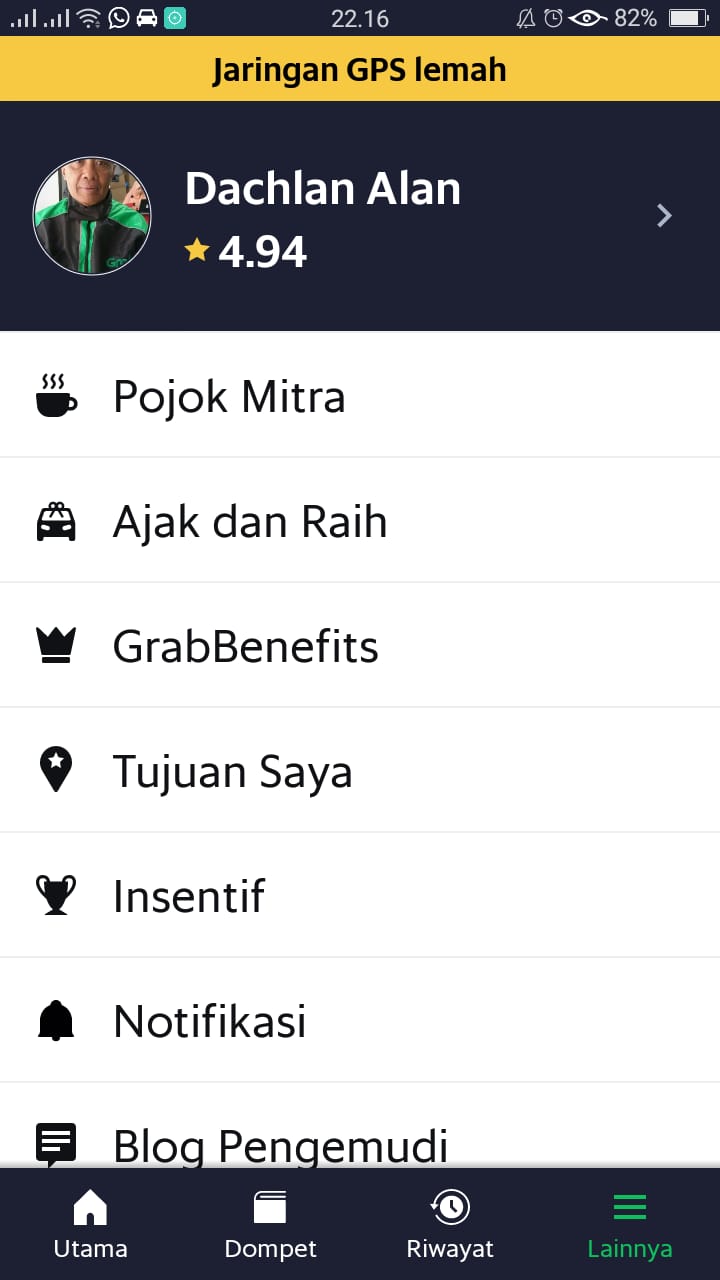 22.16
82%
Jaringan GPS lemah
Dachlan Alan
4.94
Pojok Mitra
Ajak dan Raih
GrabBenefits
Tujuan Saya
Insentif
Notifikasi
Blog Pengemudi
Utama
Dompet
Riwayat
Lainnya